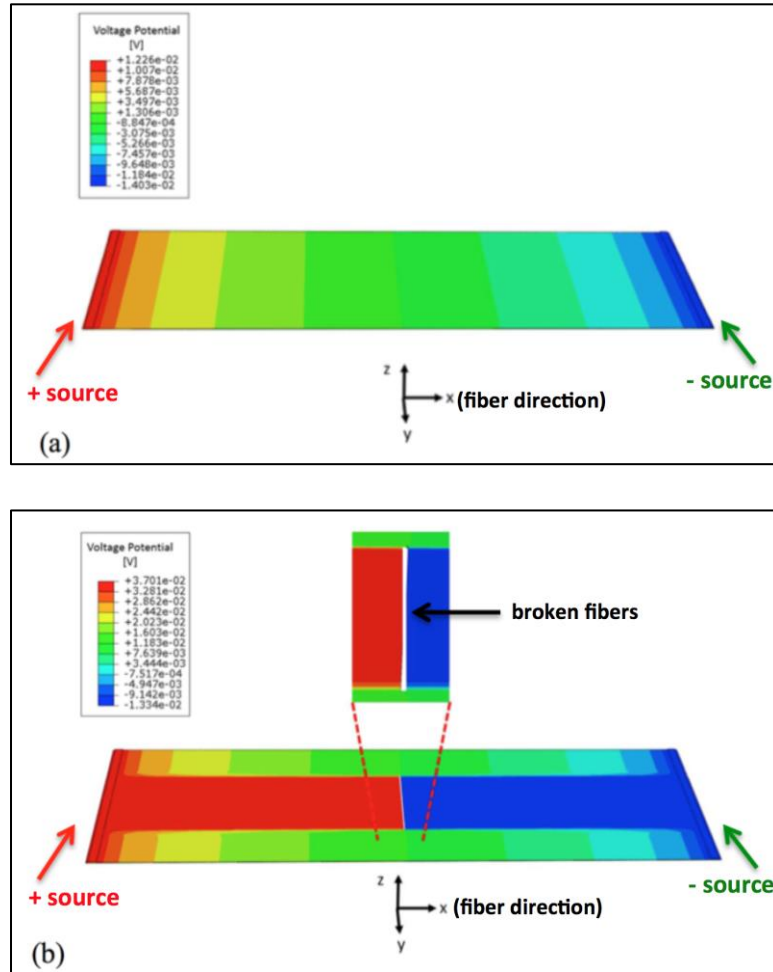 Voltage Potential
[V]
+1.226e-02
+1.007e-02
+7.878e-03
+5.687e-03
+3.497e-03
+1.306e-03
-8.847e-04
-3.075e-03
-5.266e-03
-7.457e-03
-9.648e-03
-1.184e-02
-1.403e-02
+ source
- source
z
x (fiber direction)
y
(a)
Voltage Potential
[V]
+3.701e-02
+3.281e-02
+2.862e-02
+2.442e-02
+2.023e-02
+1.603e-02
+1.183e-02
+7.639e-03
+3.444e-03
-7.517e-04
-4.947e-03
-9.142e-03
-1.334e-02
broken fibers
+ source
- source
z
x (fiber direction)
y
(b)